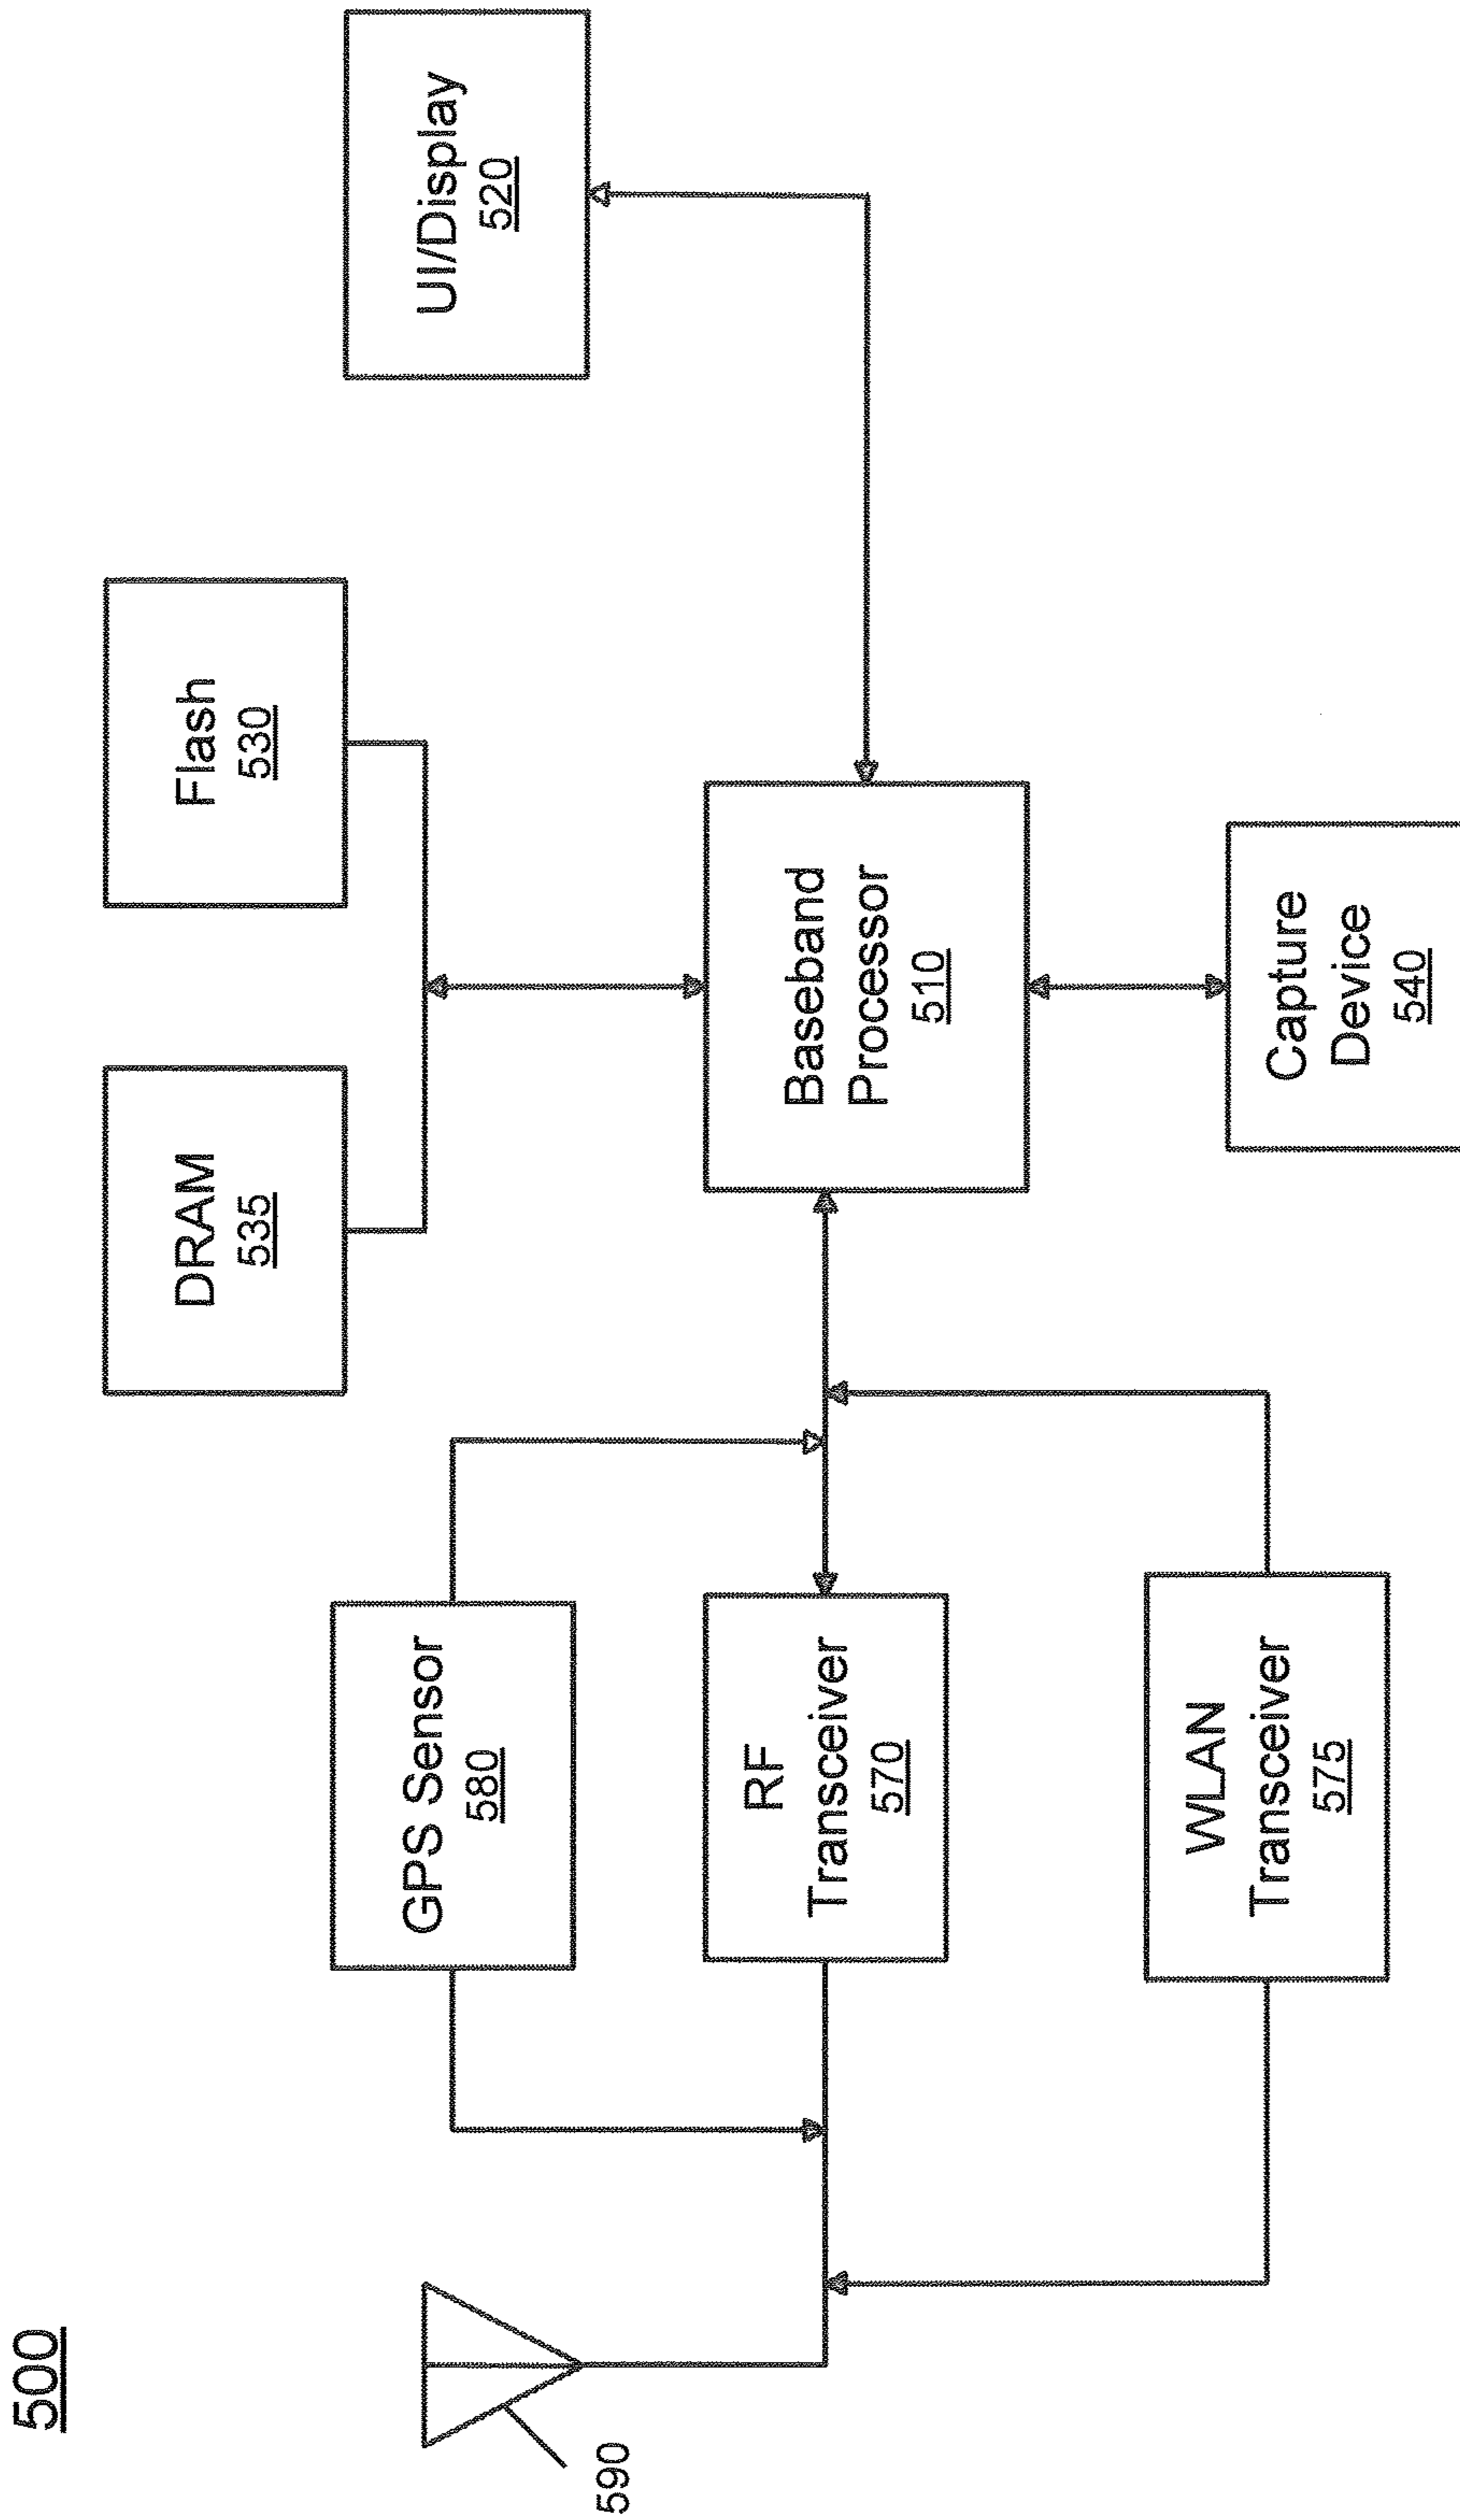 500
DRAM
535
Flash
530
UI/Display
520
GPS Sensor
580
590
RF
Transceiver
570
Baseband
Processor
510
WLAN
Transceiver
575
Capture
Device
540